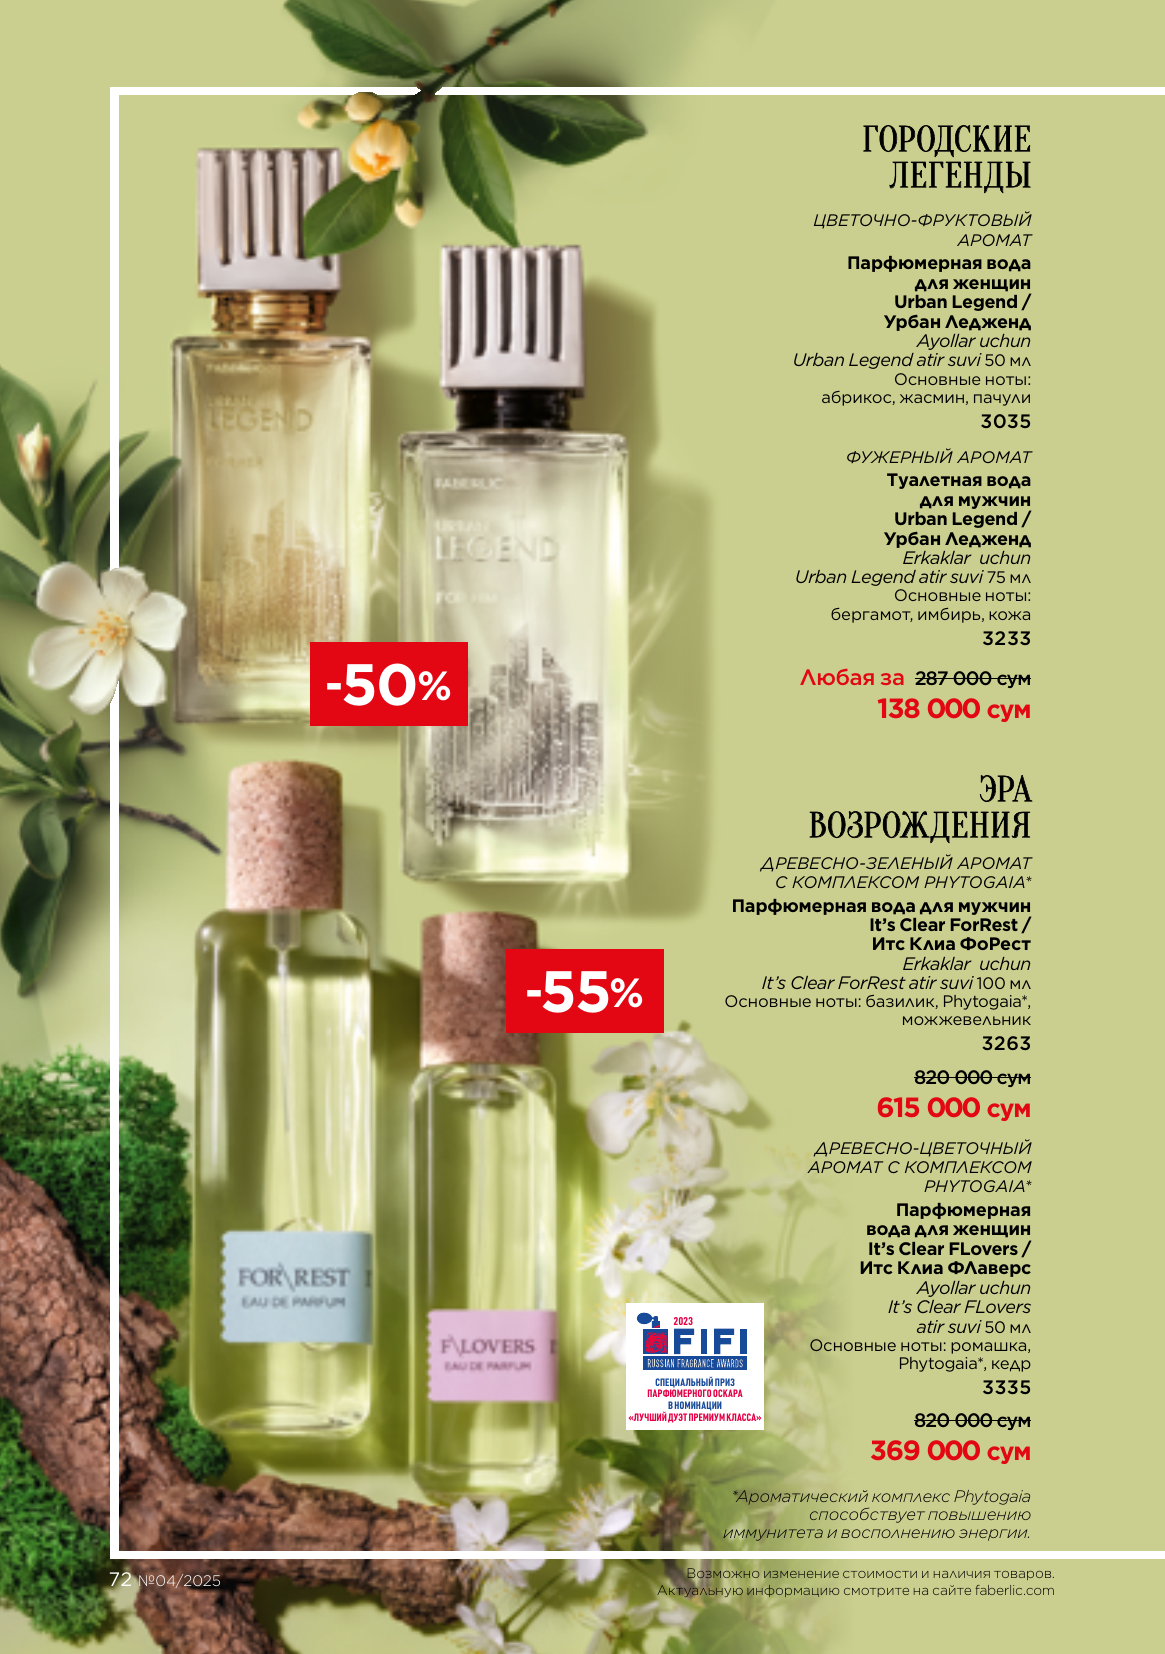 ГОРОДСКИЕ
ЛЕГЕНДЫ
ЦВЕТОЧНО-ФРУКТОВЫЙ
АРОМАТ
Парфюмерная вода
для женщин
Urban Legend /
Урбан Ледженд
Ayollar uchun
Urban Legend atir suvi 50 мл
Основные ноты:
абрикос, жасмин, пачули
3035
ФУЖЕРНЫЙ АРОМАТ
Туалетная вода
для мужчин
Urban Legend /
Урбан Ледженд
Erkaklar uchun
Urban Legend atir suvi 75 мл
Основные ноты:
бергамот, имбирь, кожа
3233
Любая за 287 000 сум
138 000 сум
FABERLIC
URBAN
LEGEND
FABERLIC
URBAN
LEGEND
FOR HIM
-50%
ЭРА
ВОЗРОЖДЕНИЯ
ДРЕВЕСНО-ЗЕЛЕНЫЙ АРОМАТ
С КОМПЛЕКСОМ PHYTOGAIA*
Парфюмерная вода для мужчин
It's Clear ForRest /
Итс Клиа ФоРест
Erkaklar uchun
It's Clear ForRest atir suvi 100 мл
Основные ноты: базилик, Phytogaia*,
можжевельник
3263
820 000 сум
615 000 сум
-55%
ДРЕВЕСНО-ЦВЕТОЧНЫЙ
АРОМАТ С КОМПЛЕКСОМ
PHYTOGAIA*
Парфюмерная
вода для женщин
It's Clear FLovers /
Итс Клиа ФЛаверс
Ayollar uchun
It's Clear FLovers
atir suvi 50 мл
Основные ноты: ромашка,
Phytogaia*, кедр
3335
820 000 сум
369 000 сум
FOR\REST
EAU DE PARFUM
F\LOVERS
EAU DE PARFUM
2023
FIFI
RUSSIAN FRAGRANCE AWARDS
СПЕЦИАЛЬНЫЙ ПРИЗ
ПАРФЮМЕРНОГО ОСКАРА
В НОМИНАЦИИ
«ЛУЧШИЙ ДУЭТ ПРЕМИУМ КЛАССА»
*Ароматический комплекс Phytogaia
способствует повышению
иммунитета и восполнению энергии.
72 №04/2025
Возможно изменение стоимости и наличия товаров.
Актуальную информацию смотрите на сайте faberlic.com